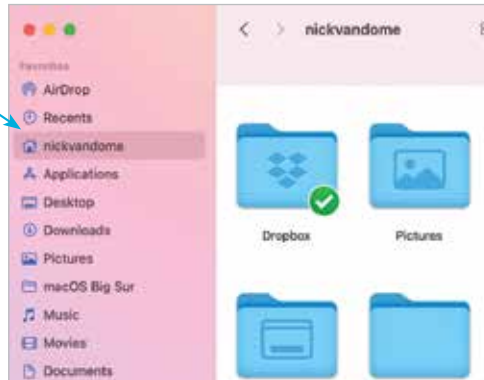 nickvandome
Favorites
AirDrop
Recents
nickvandome
Applications
Desktop
Downloads
Pictures
macOS Big Sur
Music
Movies
Documents
Dropbox
Pictures